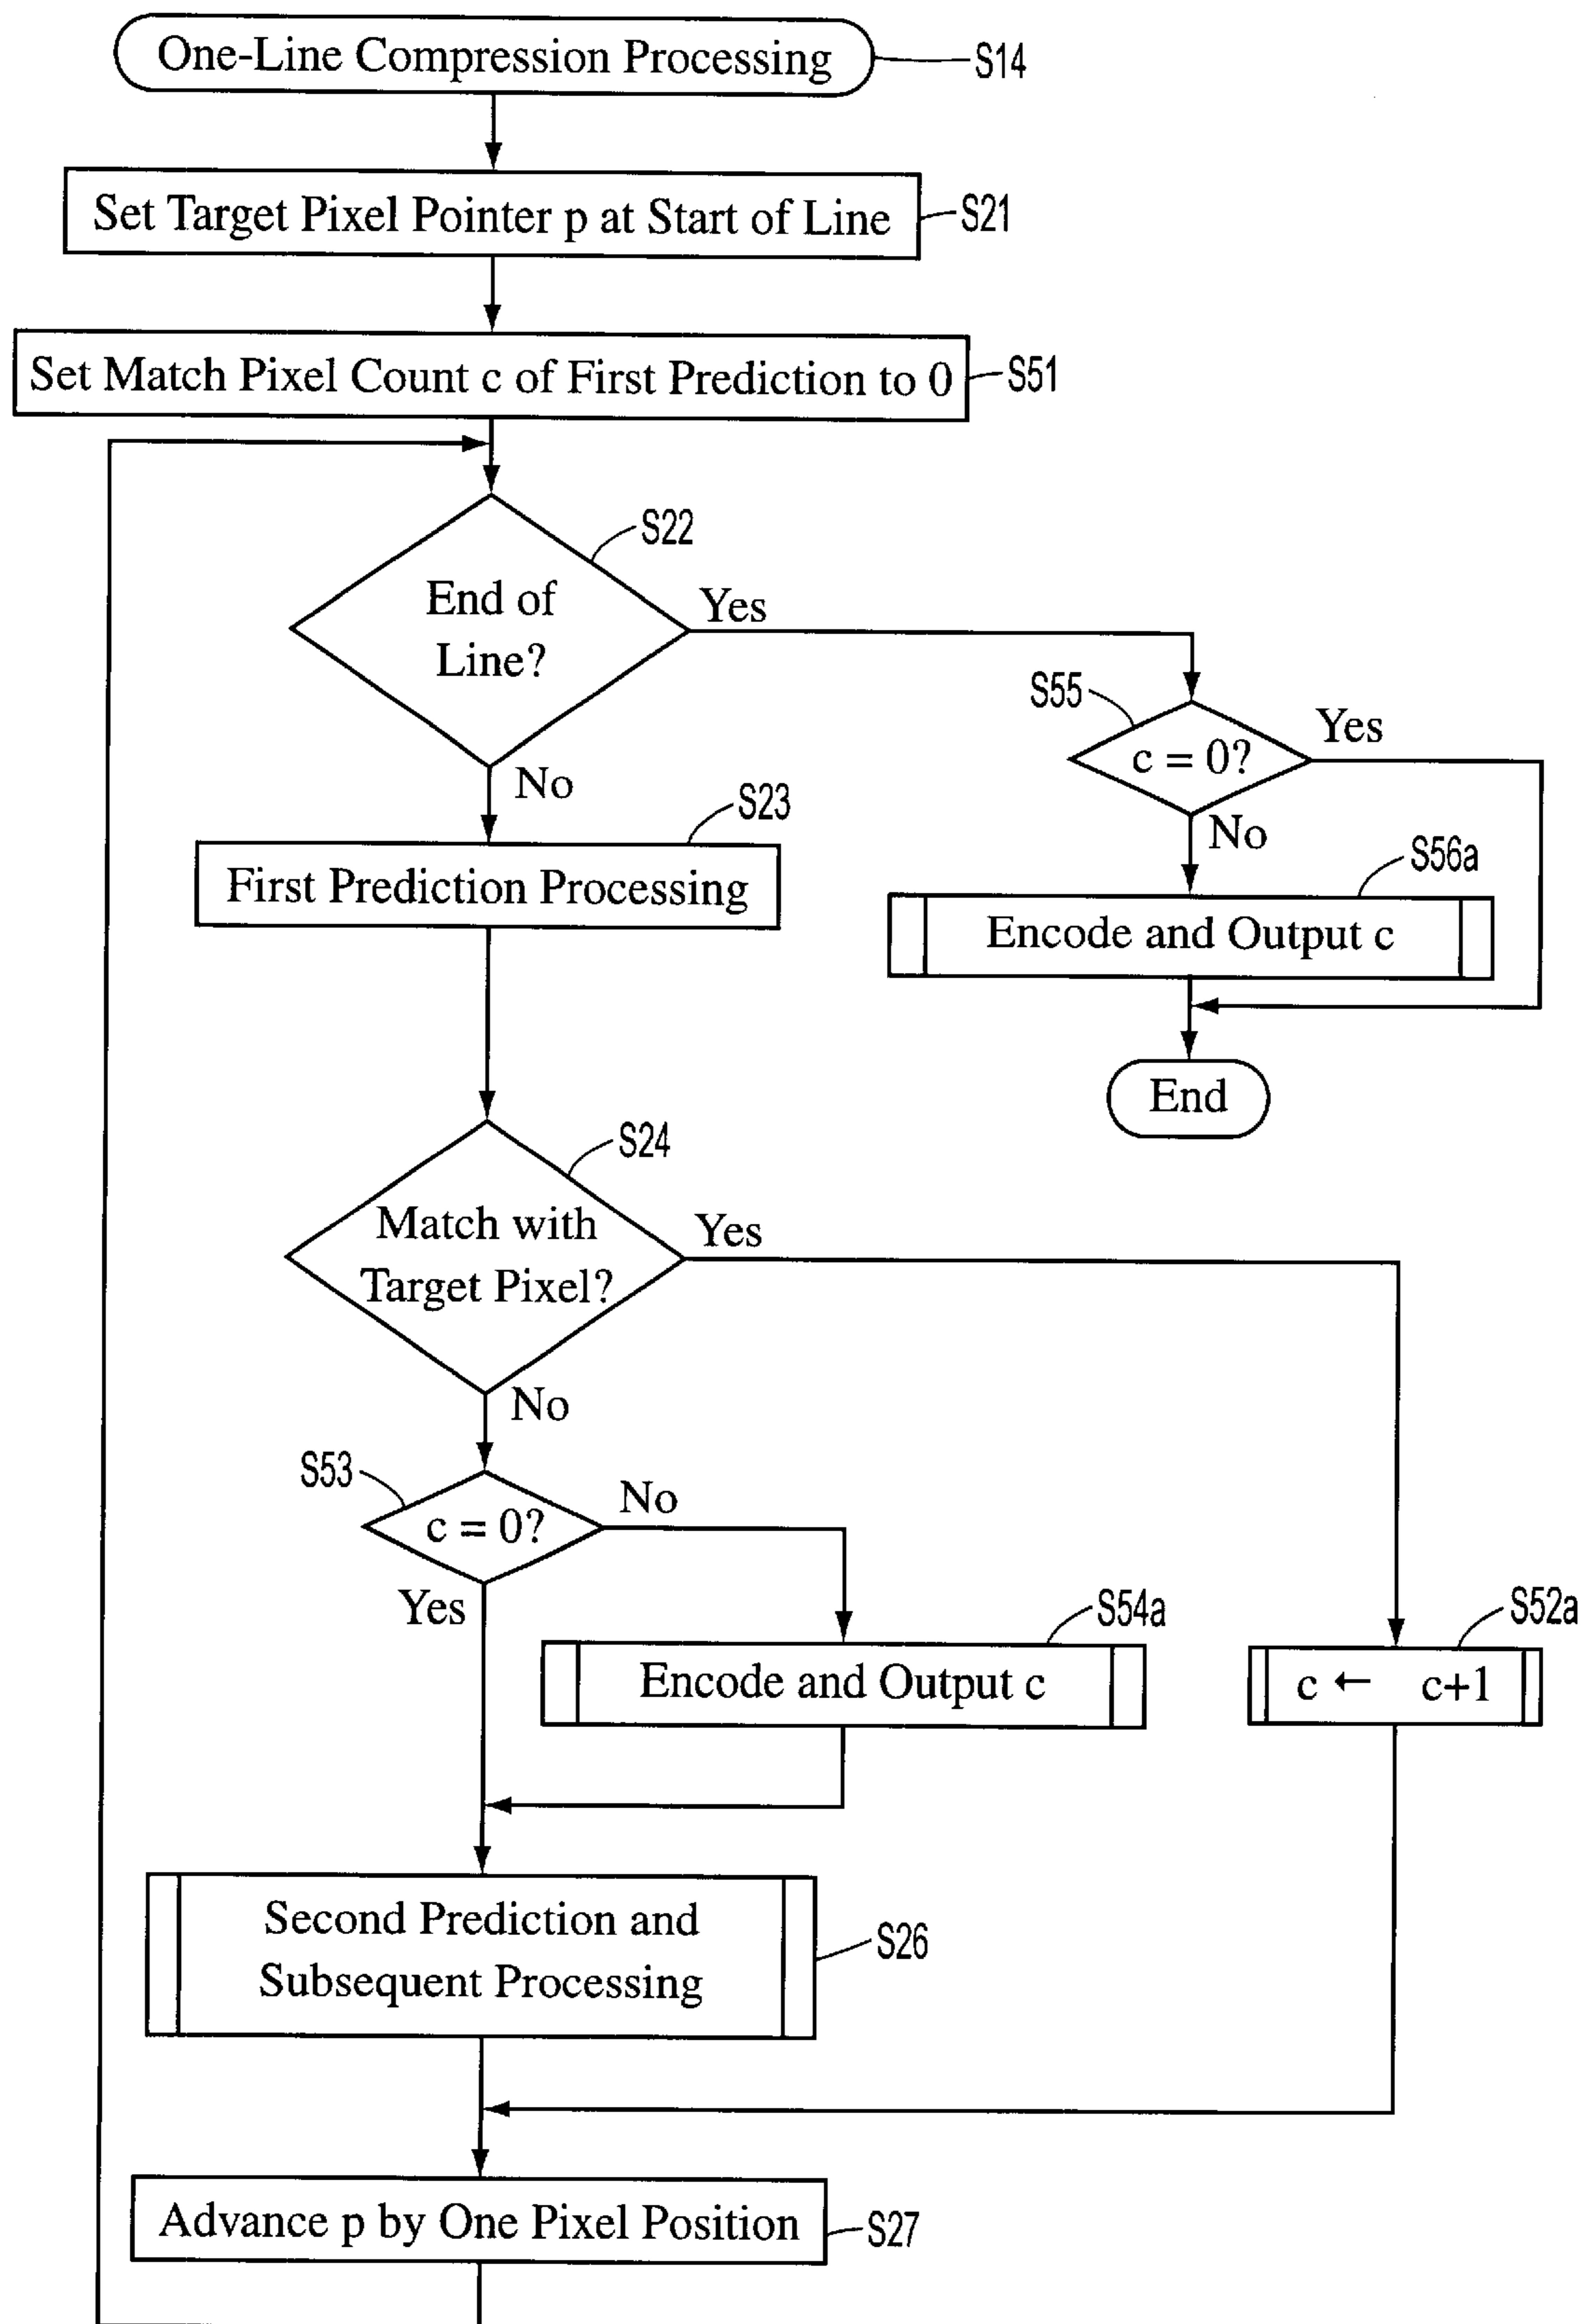 One-Line Compression Processing
S14
Set Target Pixel Pointer p at Start of Line
S21
Set Match Pixel Count c of First Prediction to 0
S51
S22
End of
Line?
Yes
No
S55
c = 0?
Yes
No
S23
First Prediction Processing
S56a
Encode and Output c
End
S24
Match with
Target Pixel?
Yes
No
S53
c = 0?
No
Yes
S54a
Encode and Output c
S52a
c ← c+1
Second Prediction and
Subsequent Processing
S26
Advance p by One Pixel Position
S27